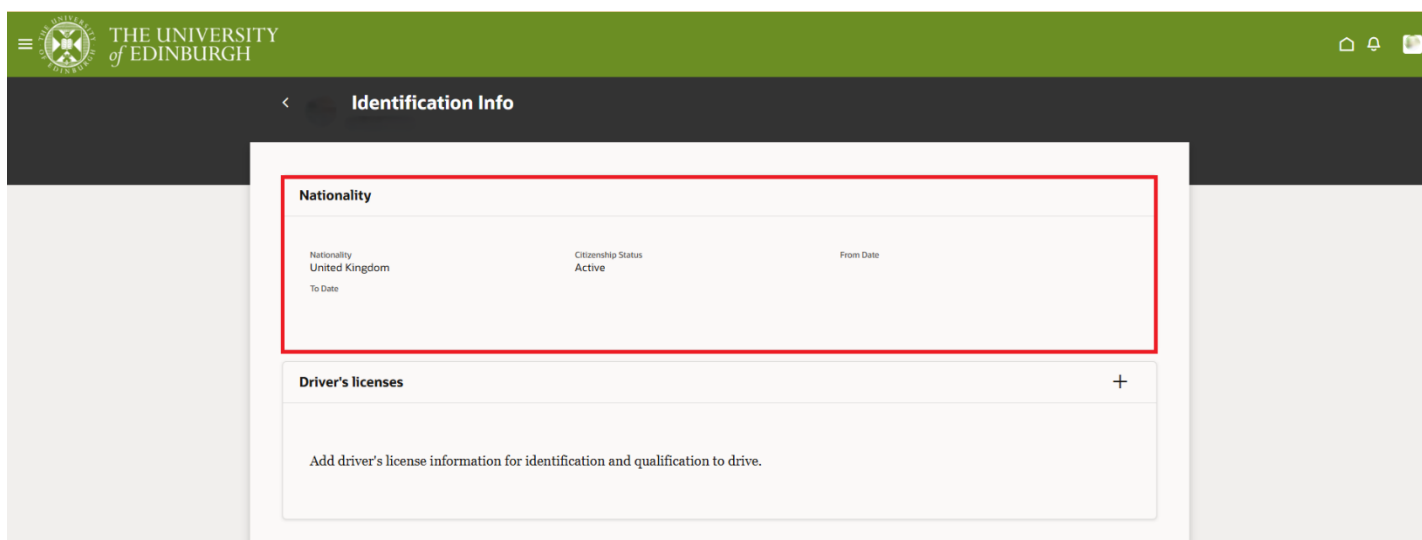 THE UNIVERSITY
of EDINBURGH
Identification Info
Nationality
Nationality
United Kingdom
Citizenship Status
Active
From Date
To Date
Driver's licenses
Add driver's license information for identification and qualification to drive.